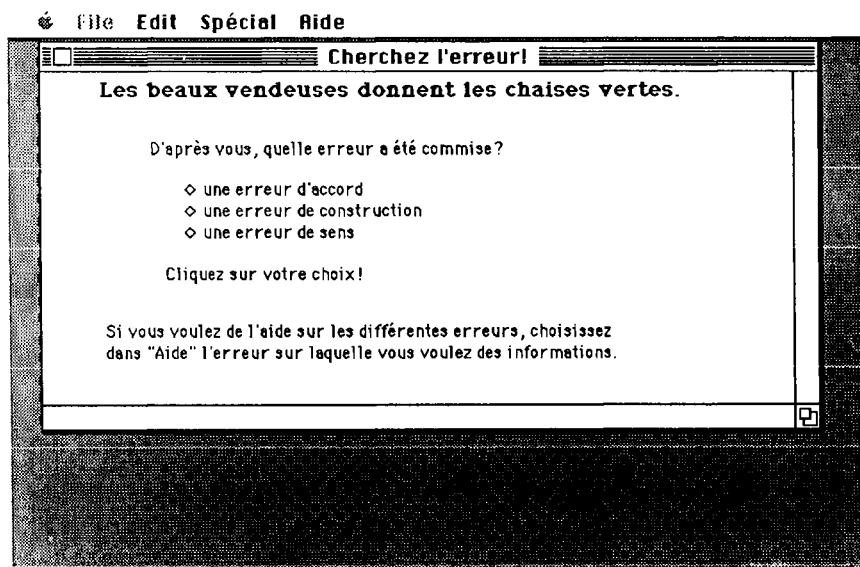 File Edit Spécial Aide
Cherchez l'erreur!
Les beaux vendeuses donnent les chaises vertes.
D'après vous, quelle erreur a été commise?
◇ une erreur d'accord
◇ une erreur de construction
◇ une erreur de sens
Cliquez sur votre choix!
Si vous voulez de l'aide sur les différentes erreurs, choisissez
dans "Aide" l'erreur sur laquelle vous voulez des informations.